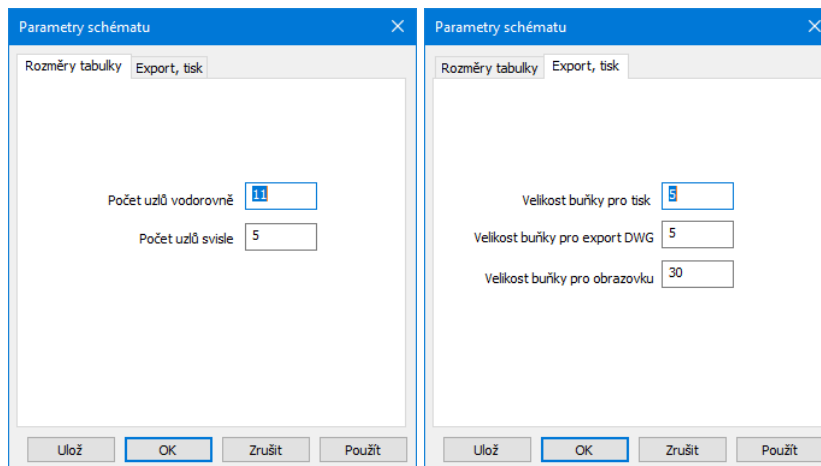 Parametry schématu
Rozměry tabulky Export, tisk
Počet uzlů vodorovně 11
Počet uzlů svisle 5
Ulož OK Zrušit Použít
Parametry schématu
Rozměry tabulky Export, tisk
Velikost buňky pro tisk 5
Velikost buňky pro export DWG 5
Velikost buňky pro obrazovku 30
Ulož OK Zrušit Použít